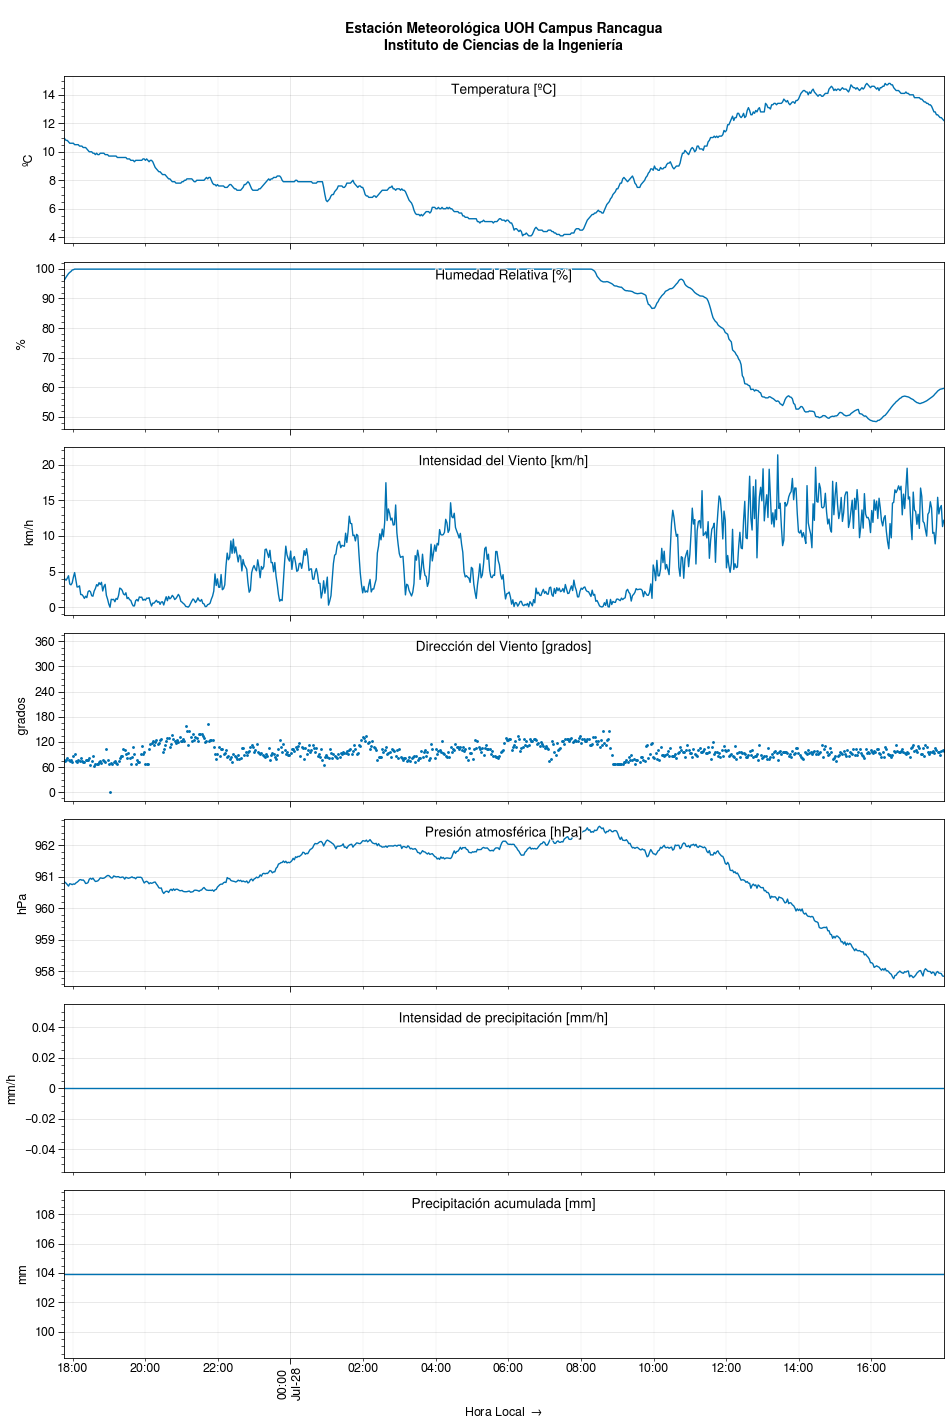 Estación Meteorológica UOH Campus Rancagua
Instituto de Ciencias de la Ingeniería
Temperatura [ºC]
14
12
10
8
6
4
ºC
Humedad Relativa [%]
100
90
80
70
60
50
%
Intensidad del Viento [km/h]
20
15
10
5
0
km/h
Dirección del Viento [grados]
360
300
240
180
120
60
0
grados
Presión atmosférica [hPa]
962
961
960
959
958
hPa
Intensidad de precipitación [mm/h]
0.04
0.02
0
−0.02
−0.04
mm/h
Precipitación acumulada [mm]
108
106
104
102
100
mm
18:00 20:00 22:00 00:00 02:00 04:00 06:00 08:00 10:00 12:00 14:00 16:00
Jul-28
Hora Local →